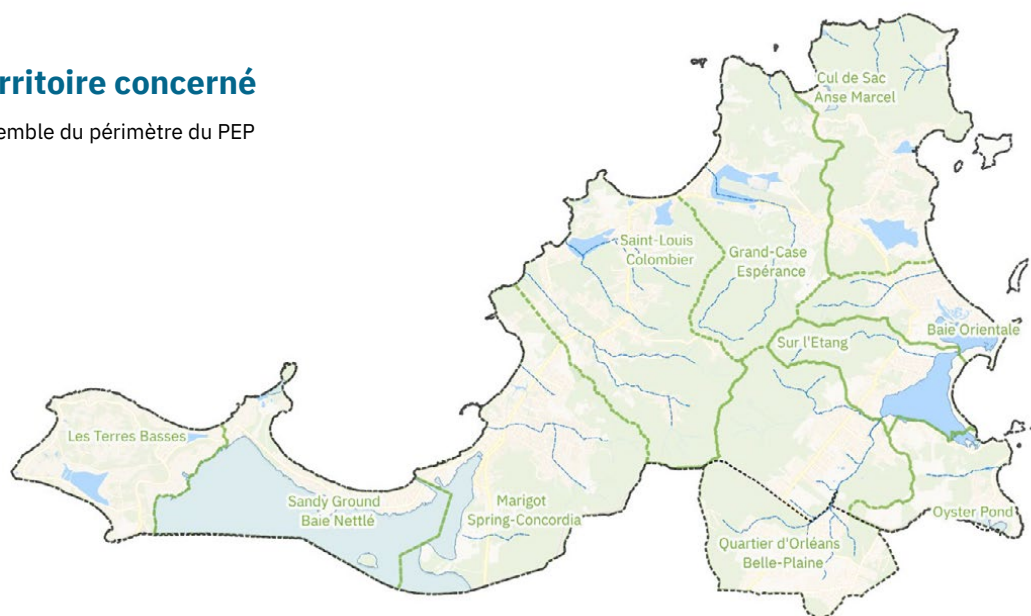 rritoire concerné
emble du périmètre du PEP
Cul de Sac
Anse Marcel
Saint-Louis
Colombier
Grand-Case
Espérance
Baie Orientale
Sur l'Etang
Les Terres Basses
Sandy Ground
Baie Nettlé
Marigot
Spring-Concordia
Oyster Pond
Quartier d'Orléans
Belle-Plaine